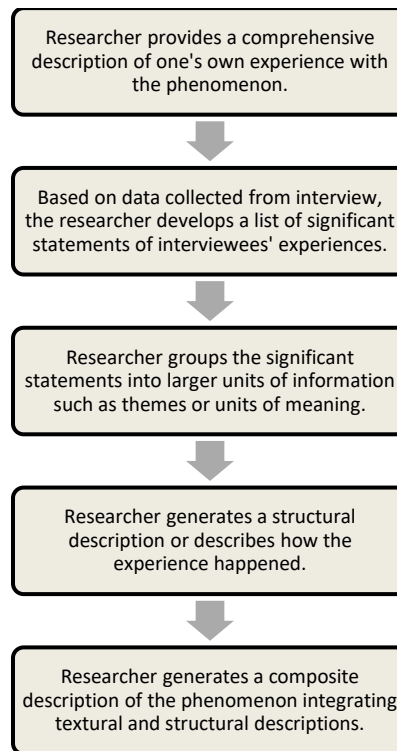 Researcher provides a comprehensive
description of one's own experience with
the phenomenon.
Based on data collected from interview,
the researcher develops a list of significant
statements of interviewees' experiences.
Researcher groups the significant
statements into larger units of information
such as themes or units of meaning.
Researcher generates a structural
description or describes how the
experience happened.
Researcher generates a composite
description of the phenomenon integrating
textural and structural descriptions.